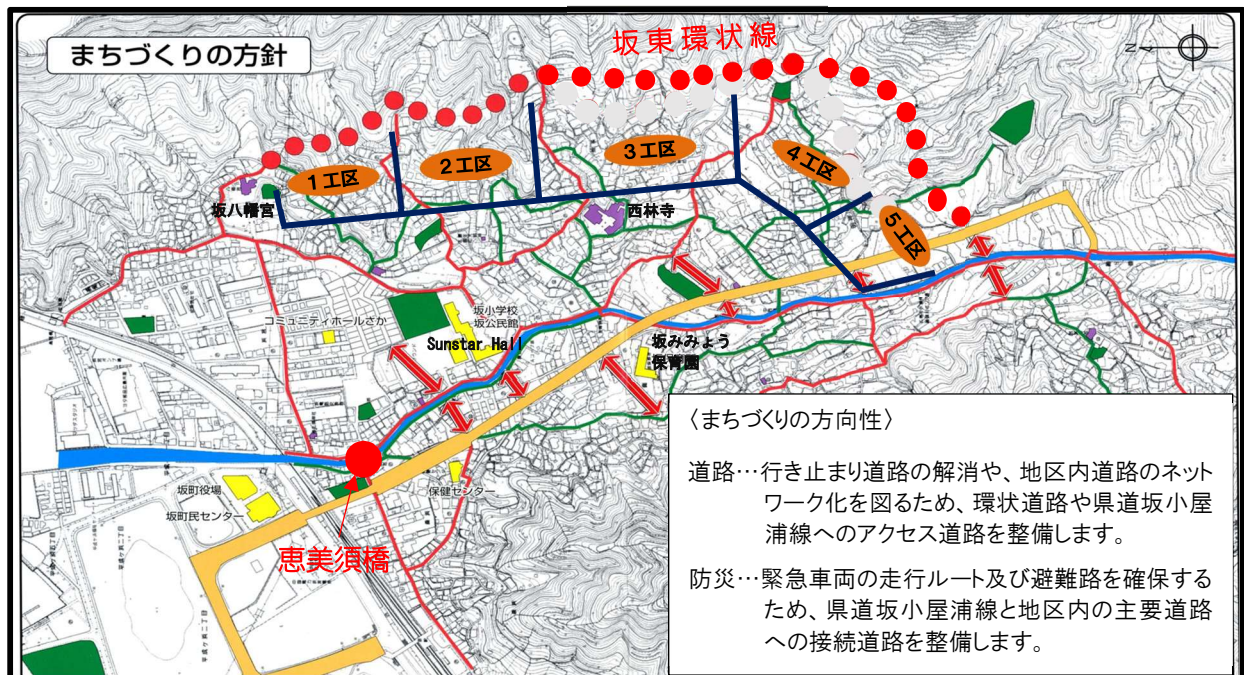 まちづくりの方針
坂東環状線
N
1工区
2工区
3工区
4工区
5工区
坂八幡宮
西林寺
コミュニティホールさか
坂小学校
坂公民館
Sunstar Hall
坂みみょう
保育園
坂町役場
坂町民センター
保健センター
恵美須橋
平成ヶ浜二丁目
〈まちづくりの方向性〉
道路…行き止まり道路の解消や、地区内道路のネット
ワーク化を図るため、環状道路や県道坂小屋
浦線へのアクセス道路を整備します。
防災…緊急車両の走行ルート及び避難路を確保する
ため、県道坂小屋浦線と地区内の主要道路
への接続道路を整備します。